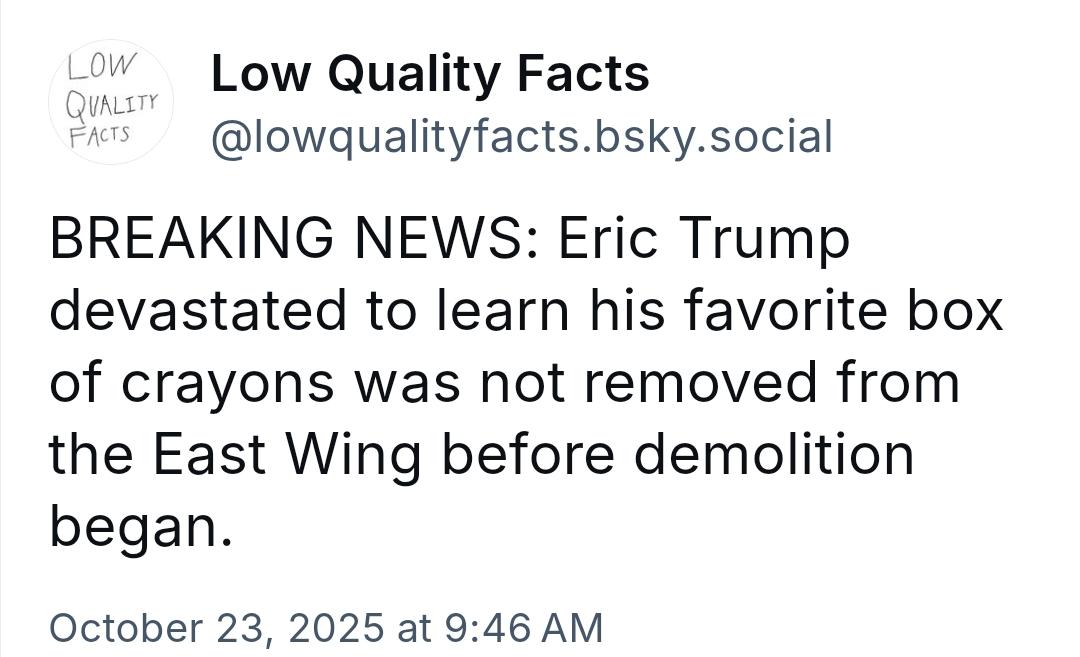 LOW
QUALITY
FACTS
Low Quality Facts
@lowqualityfacts.bsky.social
BREAKING NEWS: Eric Trump
devastated to learn his favorite box
of crayons was not removed from
the East Wing before demolition
began.
October 23, 2025 at 9:46 AM